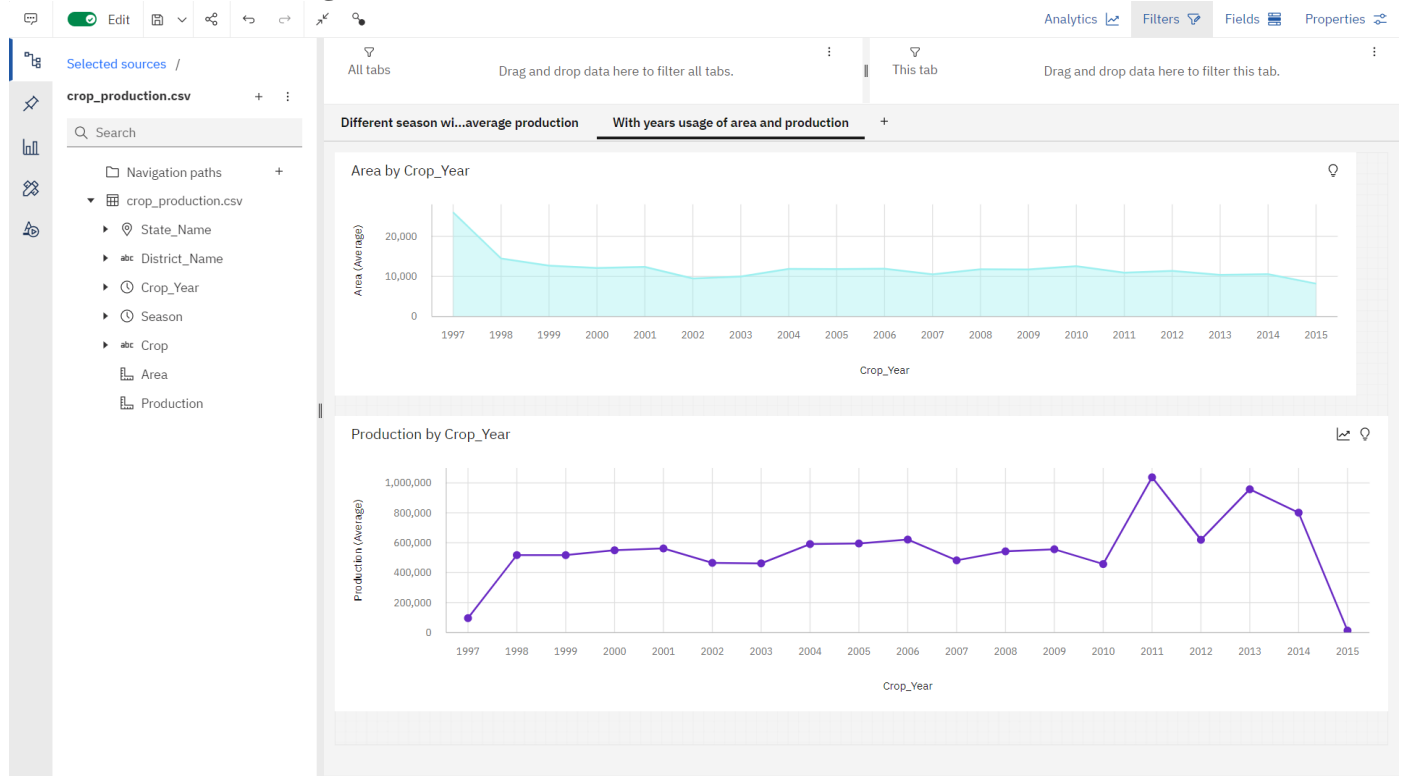 Edit
Analytics
Filters
Fields
Properties
Selected sources /
crop_production.csv
Search
Navigation paths
crop_production.csv
State_Name
abc District_Name
Crop_Year
Season
abc Crop
Area
Production
All tabs
Drag and drop data here to filter all tabs.
This tab
Drag and drop data here to filter this tab.
Different season wi...average production
With years usage of area and production
Area by Crop_Year
Area (Average)
20,000
10,000
0
1997 1998 1999 2000 2001 2002 2003 2004 2005 2006 2007 2008 2009 2010 2011 2012 2013 2014 2015
Crop_Year
Production by Crop_Year
Production (Average)
1,000,000
800,000
600,000
400,000
200,000
0
1997 1998 1999 2000 2001 2002 2003 2004 2005 2006 2007 2008 2009 2010 2011 2012 2013 2014 2015
Crop_Year